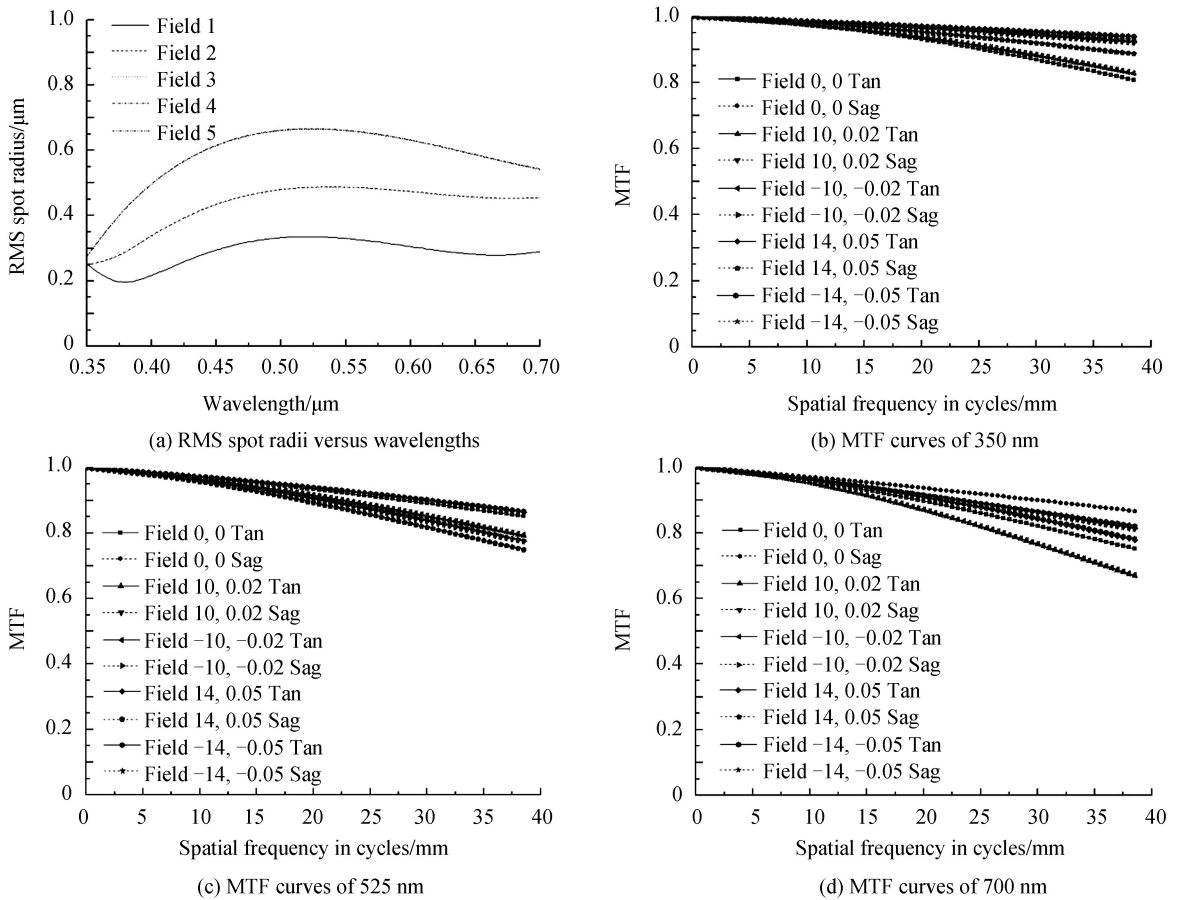 1.0
0.8
0.6
0.4
0.2
0
RMS spot radius/μm
Field 1
Field 2
Field 3
Field 4
Field 5
0.35
0.40
0.45
0.50
0.55
0.60
0.65
0.70
Wavelength/μm
(a) RMS spot radii versus wavelengths
1.0
0.8
0.6
0.4
0.2
0
MTF
Field 0, 0 Tan
Field 0, 0 Sag
Field 10, 0.02 Tan
Field 10, 0.02 Sag
Field −10, −0.02 Tan
Field −10, −0.02 Sag
Field 14, 0.05 Tan
Field 14, 0.05 Sag
Field −14, −0.05 Tan
Field −14, −0.05 Sag
0
5
10
15
20
25
30
35
40
Spatial frequency in cycles/mm
(b) MTF curves of 350 nm
1.0
0.8
0.6
0.4
0.2
0
MTF
Field 0, 0 Tan
Field 0, 0 Sag
Field 10, 0.02 Tan
Field 10, 0.02 Sag
Field −10, −0.02 Tan
Field −10, −0.02 Sag
Field 14, 0.05 Tan
Field 14, 0.05 Sag
Field −14, −0.05 Tan
Field −14, −0.05 Sag
0
5
10
15
20
25
30
35
40
Spatial frequency in cycles/mm
(c) MTF curves of 525 nm
1.0
0.8
0.6
0.4
0.2
0
MTF
Field 0, 0 Tan
Field 0, 0 Sag
Field 10, 0.02 Tan
Field 10, 0.02 Sag
Field −10, −0.02 Tan
Field −10, −0.02 Sag
Field 14, 0.05 Tan
Field 14, 0.05 Sag
Field −14, −0.05 Tan
Field −14, −0.05 Sag
0
5
10
15
20
25
30
35
40
Spatial frequency in cycles/mm
(d) MTF curves of 700 nm